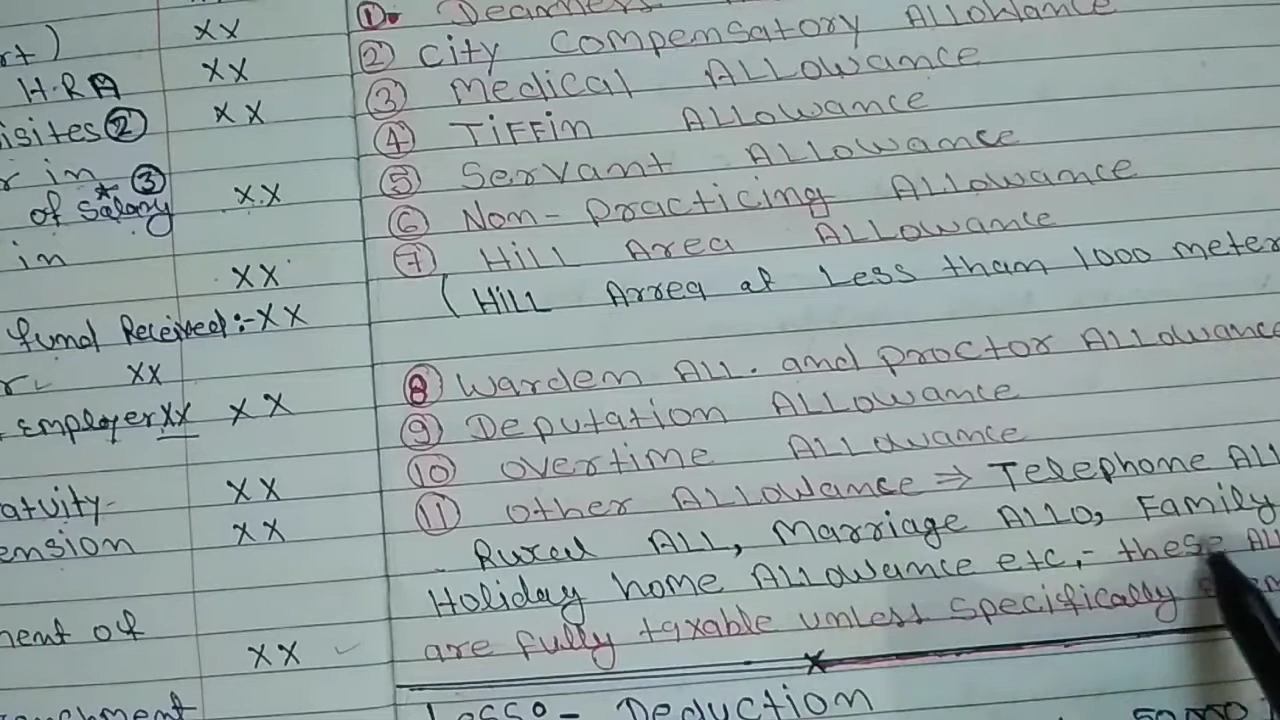 rt) XX
H.RA XX
isites ② XX
r in
of salary* ③ XX
in
XX
fund Received:- XX
XX
Employer XX XX
atuity XX
ension XX
ment of
XX
①. Dearness
② City Compensatory Allowance
③ Medical Allowance
④ Tiffin Allowance
⑤ Servant Allowance
⑥ Non-practicing Allowance
⑦ Hill Area Allowance
(Hill Arrea at Less than 1000 meter
⑧ Warden All. and proctor Allowance
⑨ Deputation Allowance
⑩ overtime Allowance
⑪ other Allowance ⇒ Telephone All
Rural All, Marriage Allo, Family
Holiday home Allowance etc,- these All
are fully taxable unless specifically
Less:- Deduction